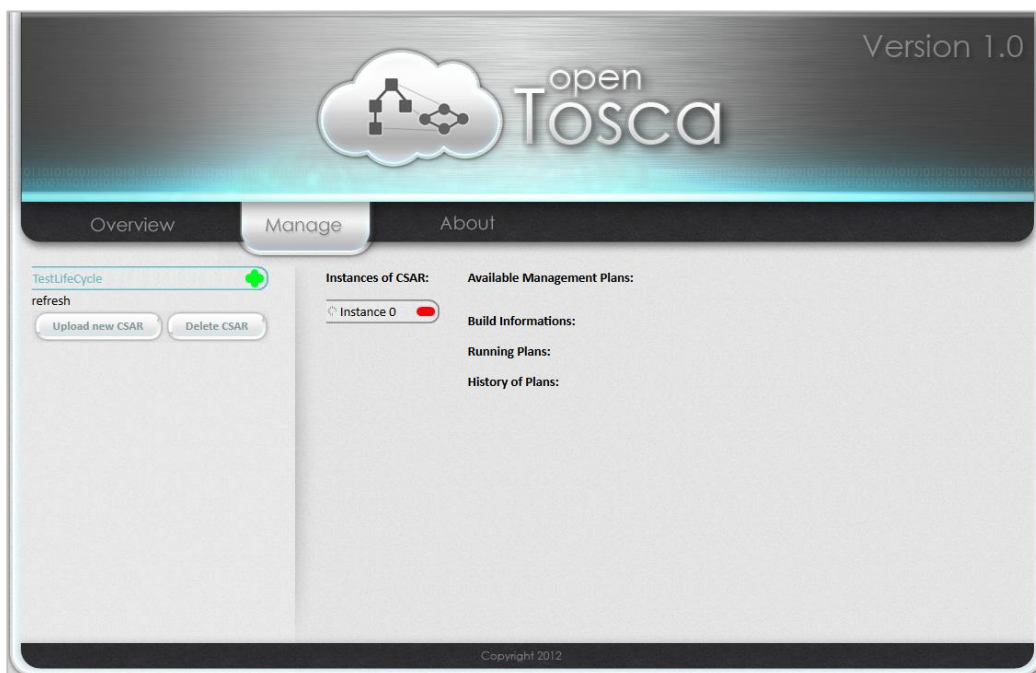 Version 1.0
open
Tosca
Overview
Manage
About
TestLifeCycle
refresh
Upload new CSAR
Delete CSAR
Instances of CSAR:
Instance 0
Available Management Plans:
Build Informations:
Running Plans:
History of Plans:
Copyright 2012